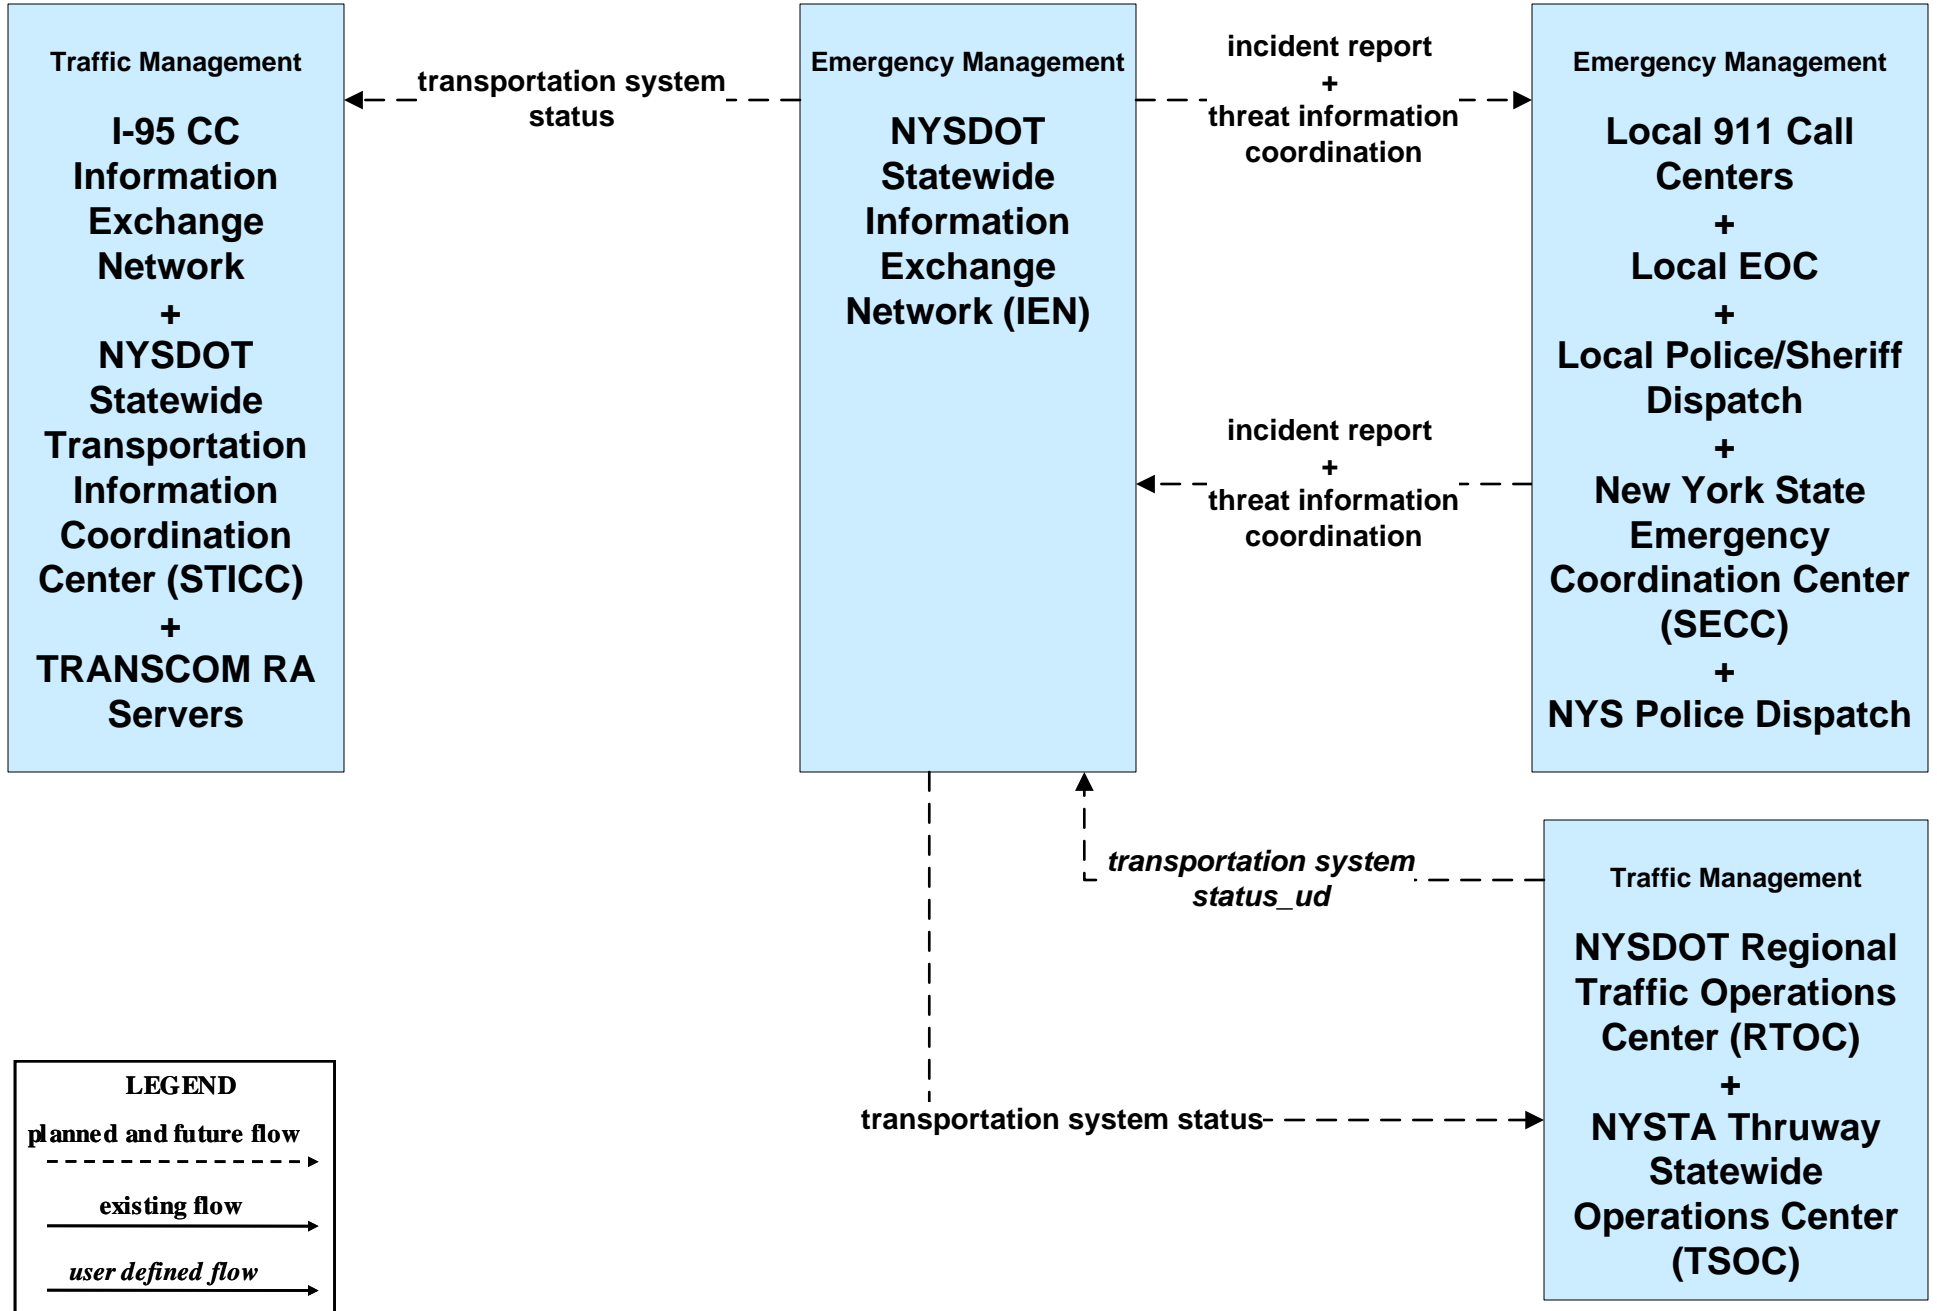 Traffic Management
I-95 CC
Information
Exchange
Network
+
NYSDOT
Statewide
Transportation
Information
Coordination
Center (STICC)
+
TRANSCOM RA
Servers
transportation system
status
Emergency Management
NYSDOT
Statewide
Information
Exchange
Network (IEN)
incident report
+
threat information
coordination
incident report
+
threat information
coordination
Emergency Management
Local 911 Call
Centers
+
Local EOC
+
Local Police/Sheriff
Dispatch
+
New York State
Emergency
Coordination Center
(SECC)
+
NYS Police Dispatch
transportation system
status_ud
transportation system status
Traffic Management
NYSDOT Regional
Traffic Operations
Center (RTOC)
+
NYSTA Thruway
Statewide
Operations Center
(TSOC)
LEGEND
planned and future flow
existing flow
user defined flow